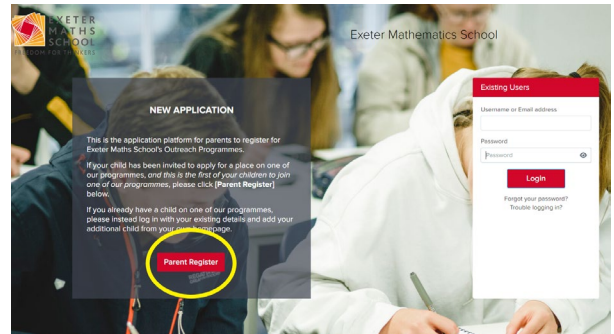 EXETER
MATHS
SCHOOL
FREEDOM FOR THINKERS
Exeter Mathematics School
NEW APPLICATION
This is the application platform for parents to register for
Exeter Maths School's Outreach Programmes.
If your child has been invited to apply for a place on one of
our programmes, and this is the first of your children to join
one of our programmes, please click [Parent Register]
below.
If you already have a child on one of our programmes,
please instead log in with your existing details and add your
additional child from your own homepage.
Parent Register
Existing Users
Username or Email address
Password
Password
Login
Forgot your password?
Trouble logging in?